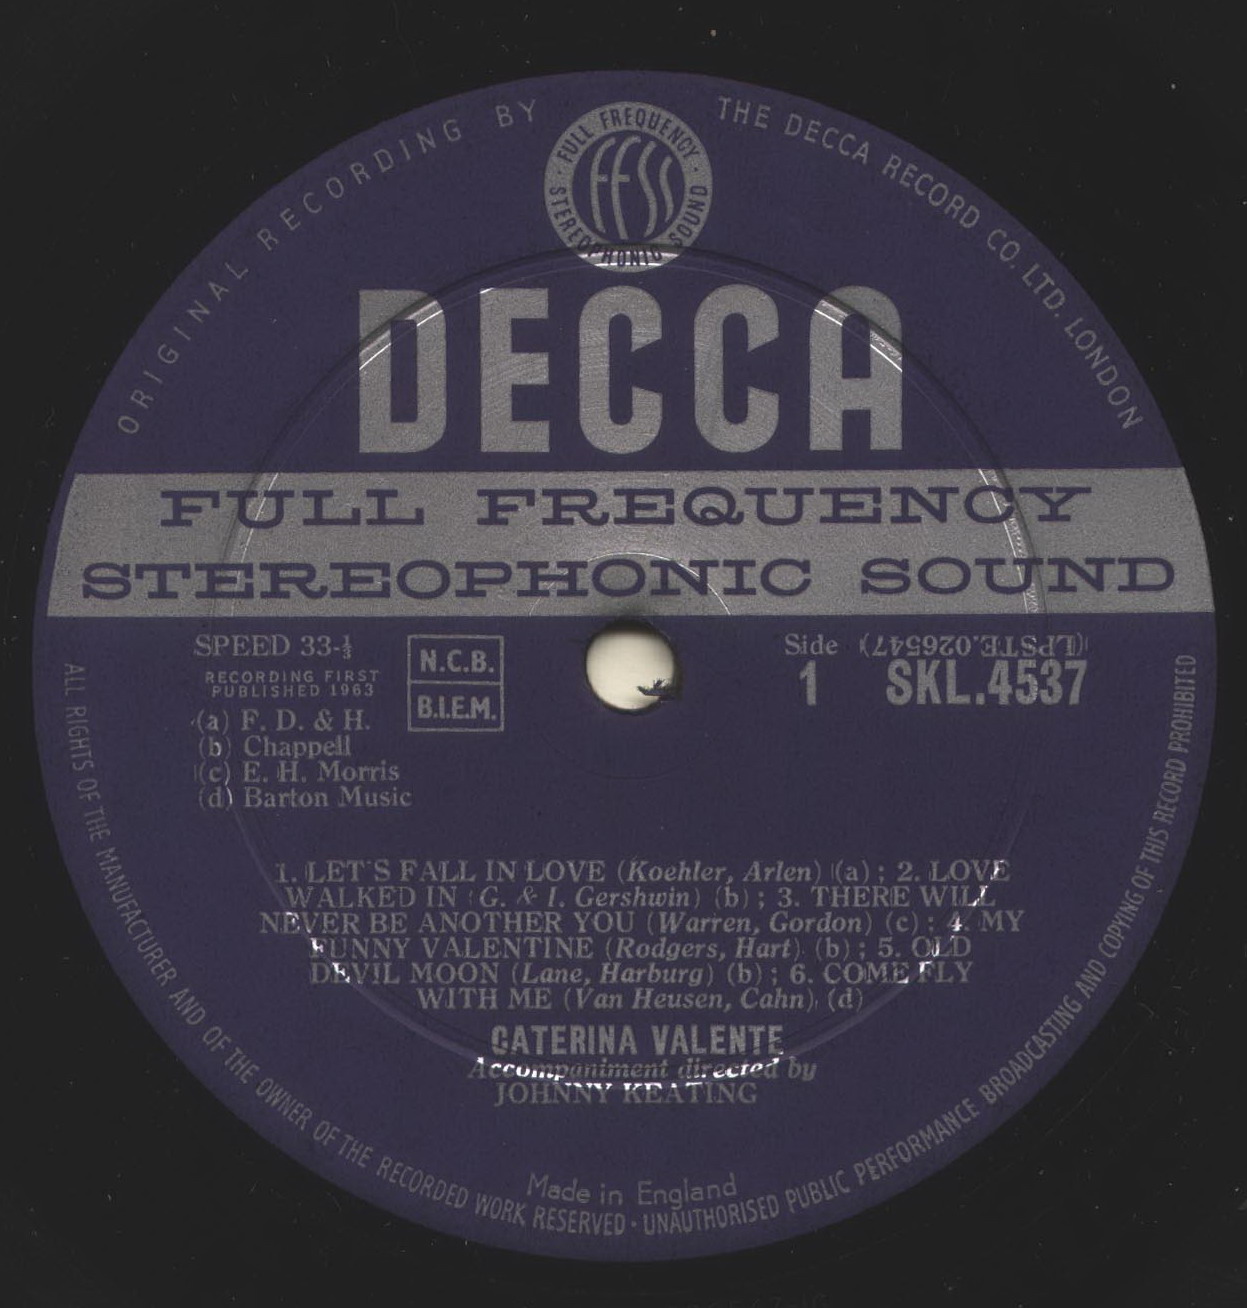 ORIGINAL RECORDING BY
THE DECCA RECORD CO. LTD. LONDON
FULL FREQUENCY
ffss
STEREOPHONIC SOUND
DECCA
FULL FREQUENCY
STEREOPHONIC SOUND
SPEED 33-⅓
RECORDING FIRST
PUBLISHED 1963
N.C.B.
B.I.E.M.
Side
1
(LPSTE.026547)
SKL.4537
(a) F. D. & H.
(b) Chappell
(c) E. H. Morris
(d) Barton Music
1. LET'S FALL IN LOVE (Koehler, Arlen) (a) ; 2. LOVE
WALKED IN (G. & I. Gershwin) (b) ; 3. THERE WILL
NEVER BE ANOTHER YOU (Warren, Gordon) (c) ; 4. MY
FUNNY VALENTINE (Rodgers, Hart) (b) ; 5. OLD
DEVIL MOON (Lane, Harburg) (b) ; 6. COME FLY
WITH ME (Van Heusen, Cahn) (d)
CATERINA VALENTE
Accompaniment directed by
JOHNNY KEATING
Made in England
ALL RIGHTS OF THE MANUFACTURER AND OF THE OWNER OF THE RECORDED WORK RESERVED · UNAUTHORISED PUBLIC PERFORMANCE BROADCASTING AND COPYING OF THIS RECORD PROHIBITED